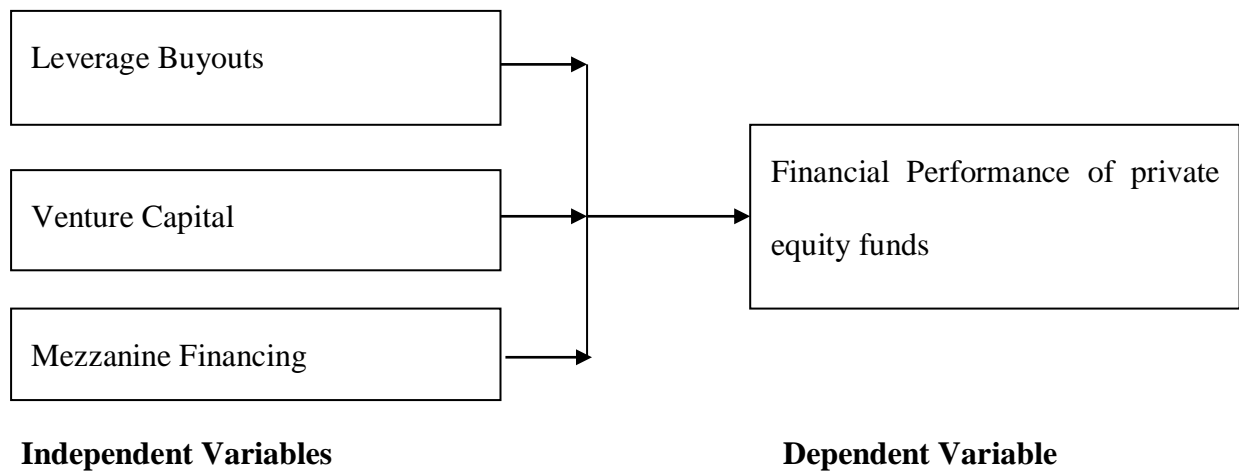 Leverage Buyouts
Venture Capital
Mezzanine Financing
Financial Performance of private
equity funds
Independent Variables
Dependent Variable